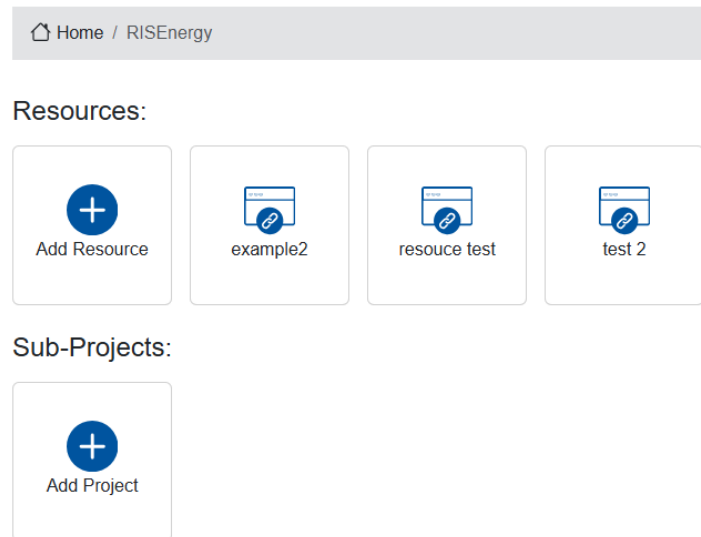 Home / RISEnergy
Resources:
Add Resource
example2
resouce test
test 2
Sub-Projects:
Add Project